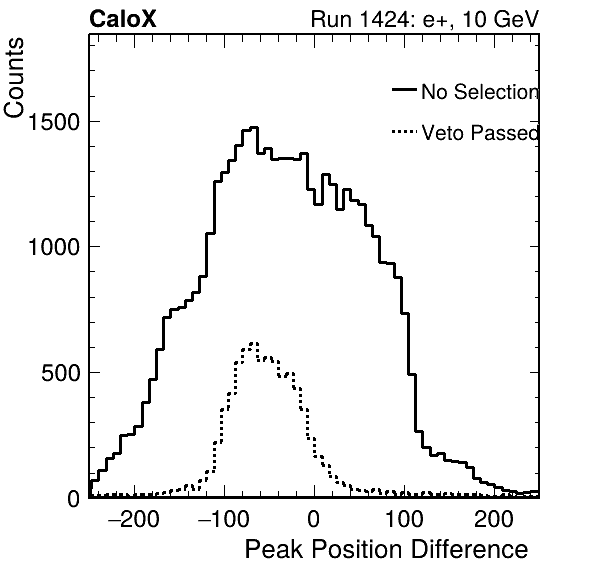 CaloX
Run 1424: e+, 10 GeV
Counts
No Selection
Veto Passed
1500
1000
500
0
−200
−100
0
100
200
Peak Position Difference